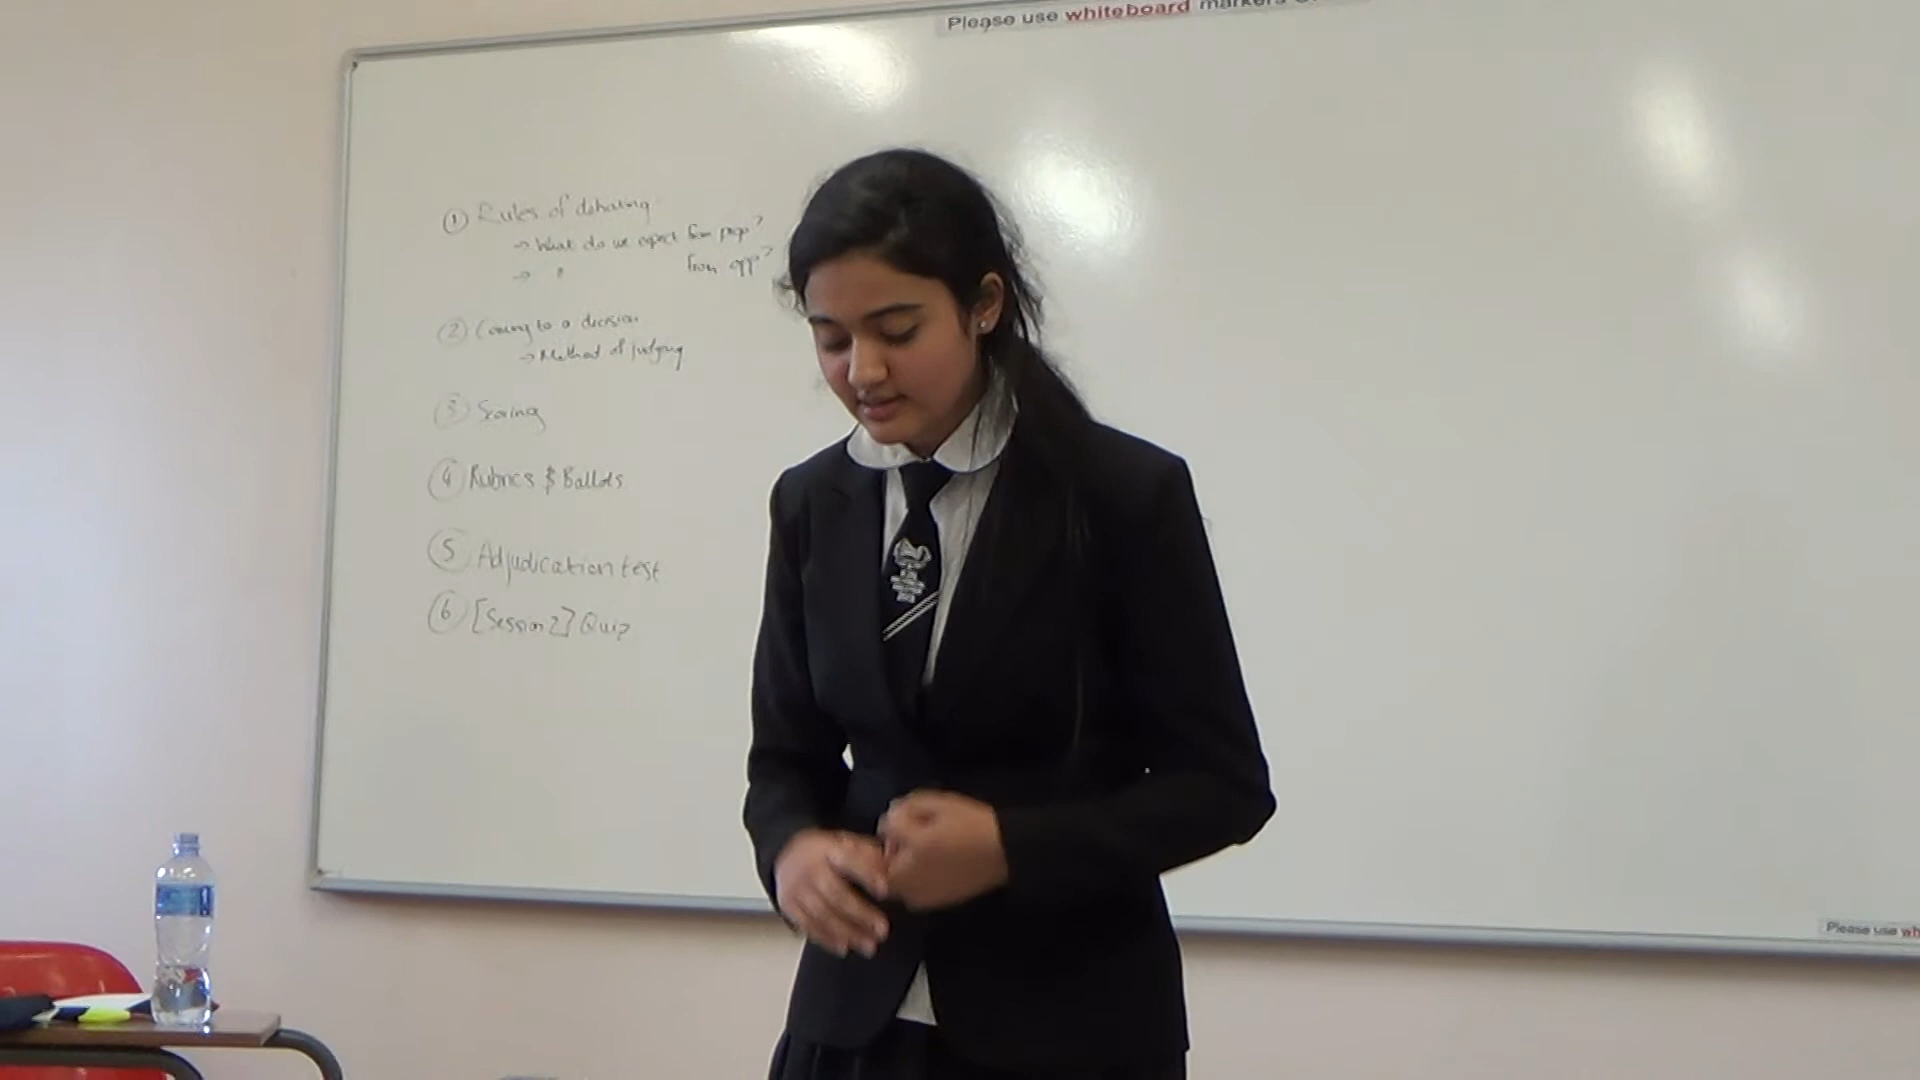 Please use whiteboard markers
① Rules of debating
→ What do we expect from prop?
→ " from opp?
② Coming to a decision
→ Method of judging
③ Scoring
④ Rubrics & Ballots
⑤ Adjudication test
⑥ [Session 2] Quiz
Please use wh